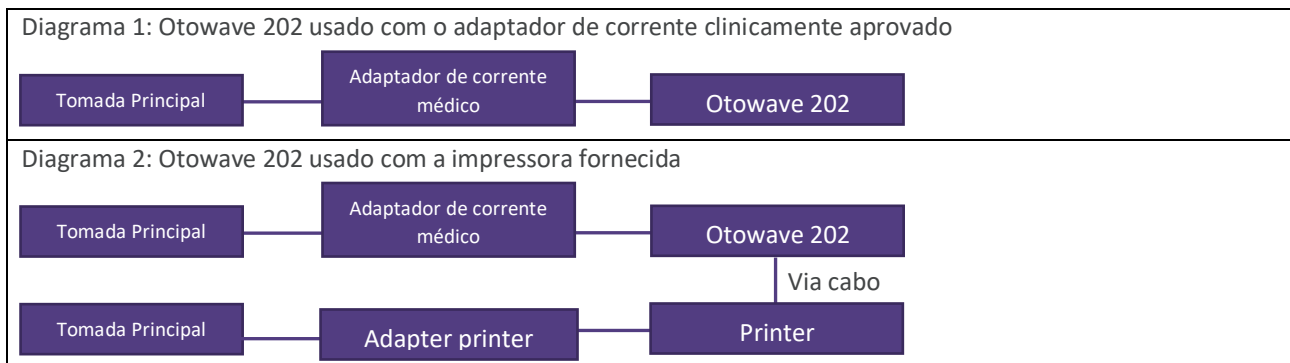 Diagrama 1: Otowave 202 usado com o adaptador de corrente clinicamente aprovado
Tomada Principal
Adaptador de corrente
médico
Otowave 202
Diagrama 2: Otowave 202 usado com a impressora fornecida
Tomada Principal
Adaptador de corrente
médico
Otowave 202
Via cabo
Tomada Principal
Adapter printer
Printer